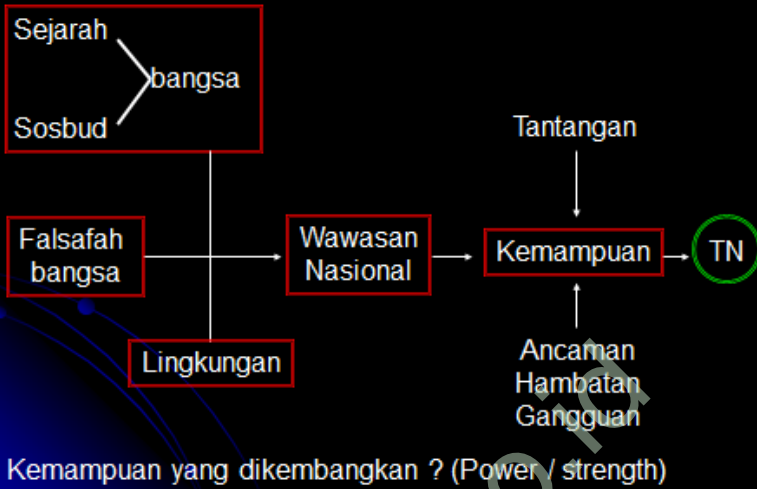 Sejarah
bangsa
Sosbud
Tantangan
Falsafah
bangsa
Wawasan
Nasional
Kemampuan
TN
Lingkungan
Ancaman
Hambatan
Gangguan
Kemampuan yang dikembangkan ? (Power / strength)